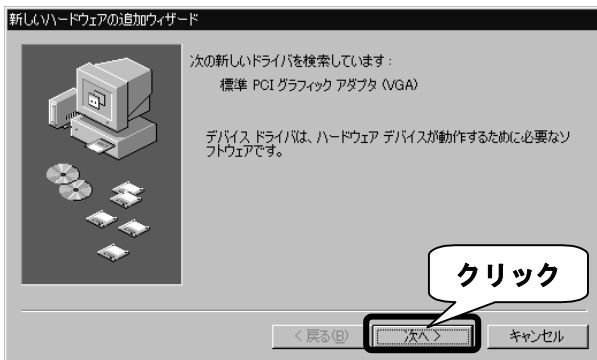 新しいハードウェアの追加ウィザード
次の新しいドライバを検索しています：
標準 PCI グラフィック アダプタ (VGA)
デバイス ドライバは、ハードウェア デバイスが動作するために必要なソ
フトウェアです。
クリック
< 戻る(B)
次へ >
キャンセル